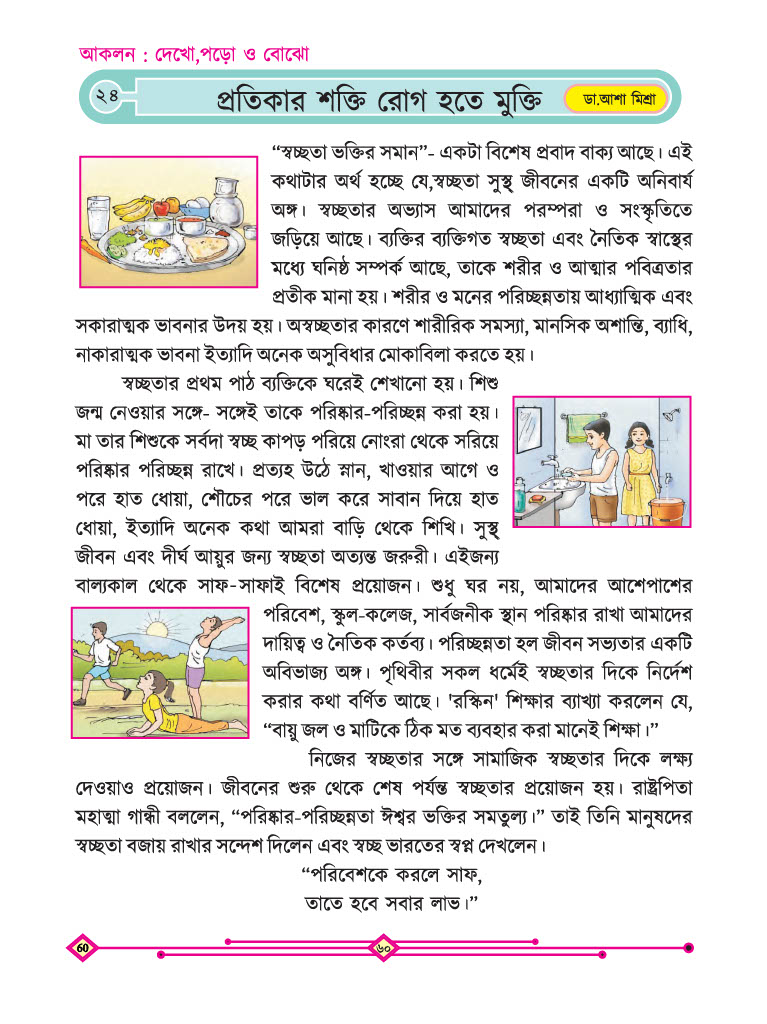 আকলন : দেখো,পড়ো ও বোঝো
২৪
প্রতিকার শক্তি রোগ হতে মুক্তি
ডা.আশা মিশ্রা
“স্বচ্ছতা ভক্তির সমান”- একটা বিশেষ প্রবাদ বাক্য আছে। এই
কথাটার অর্থ হচ্ছে যে,স্বচ্ছতা সুস্থ জীবনের একটি অনিবার্য
অঙ্গ। স্বচ্ছতার অভ্যাস আমাদের পরম্পরা ও সংস্কৃতিতে
জড়িয়ে আছে। ব্যক্তির ব্যক্তিগত স্বচ্ছতা এবং নৈতিক স্বাস্থের
মধ্যে ঘনিষ্ঠ সম্পর্ক আছে, তাকে শরীর ও আত্মার পবিত্রতার
প্রতীক মানা হয়। শরীর ও মনের পরিচ্ছন্নতায় আধ্যাত্মিক এবং
সকারাত্মক ভাবনার উদয় হয়। অস্বচ্ছতার কারণে শারীরিক সমস্যা, মানসিক অশান্তি, ব্যাধি,
নাকারাত্মক ভাবনা ইত্যাদি অনেক অসুবিধার মোকাবিলা করতে হয়।
স্বচ্ছতার প্রথম পাঠ ব্যক্তিকে ঘরেই শেখানো হয়। শিশু
জন্ম নেওয়ার সঙ্গে- সঙ্গেই তাকে পরিষ্কার-পরিচ্ছন্ন করা হয়।
মা তার শিশুকে সর্বদা স্বচ্ছ কাপড় পরিয়ে নোংরা থেকে সরিয়ে
পরিষ্কার পরিচ্ছন্ন রাখে। প্রত্যহ উঠে স্নান, খাওয়ার আগে ও
পরে হাত ধোয়া, শৌচের পরে ভাল করে সাবান দিয়ে হাত
ধোয়া, ইত্যাদি অনেক কথা আমরা বাড়ি থেকে শিখি। সুস্থ
জীবন এবং দীর্ঘ আয়ুর জন্য স্বচ্ছতা অত্যন্ত জরুরী। এইজন্য
বাল্যকাল থেকে সাফ-সাফাই বিশেষ প্রয়োজন। শুধু ঘর নয়, আমাদের আশেপাশের
পরিবেশ, স্কুল-কলেজ, সার্বজনীক স্থান পরিষ্কার রাখা আমাদের
দায়িত্ব ও নৈতিক কর্তব্য। পরিচ্ছন্নতা হল জীবন সভ্যতার একটি
অবিভাজ্য অঙ্গ। পৃথিবীর সকল ধর্মেই স্বচ্ছতার দিকে নির্দেশ
করার কথা বর্ণিত আছে। 'রস্কিন' শিক্ষার ব্যাখ্যা করলেন যে,
“বায়ু জল ও মাটিকে ঠিক মত ব্যবহার করা মানেই শিক্ষা।”
নিজের স্বচ্ছতার সঙ্গে সামাজিক স্বচ্ছতার দিকে লক্ষ্য
দেওয়াও প্রয়োজন। জীবনের শুরু থেকে শেষ পর্যন্ত স্বচ্ছতার প্রয়োজন হয়। রাষ্ট্রপিতা
মহাত্মা গান্ধী বললেন, “পরিষ্কার-পরিচ্ছন্নতা ঈশ্বর ভক্তির সমতুল্য।” তাই তিনি মানুষদের
স্বচ্ছতা বজায় রাখার সন্দেশ দিলেন এবং স্বচ্ছ ভারতের স্বপ্ন দেখলেন।
“পরিবেশকে করলে সাফ,
তাতে হবে সবার লাভ।”
60
৬০